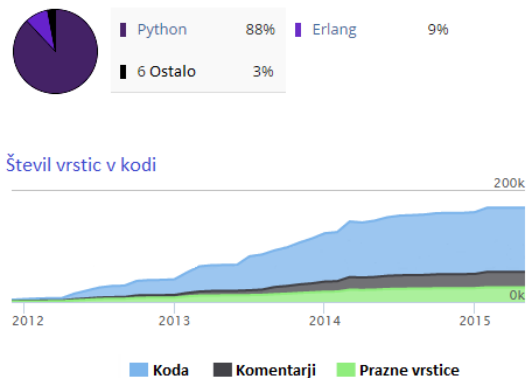 Python 88% Erlang 9%
6 Ostalo 3%
Števil vrstic v kodi
200k
0k
2012 2013 2014 2015
Koda Komentarji Prazne vrstice